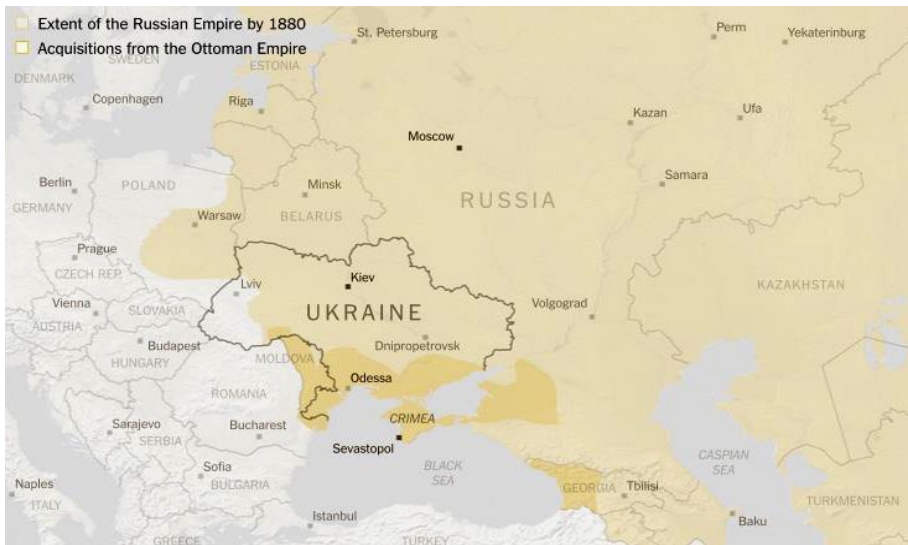 Extent of the Russian Empire by 1880
Acquisitions from the Ottoman Empire
SWEDEN
DENMARK
Copenhagen
ESTONIA
Riga
St. Petersburg
Perm
Yekaterinburg
Kazan
Ufa
Moscow
Samara
RUSSIA
Berlin
GERMANY
POLAND
Warsaw
Minsk
BELARUS
Prague
CZECH REP.
Lviv
Kiev
UKRAINE
Volgograd
KAZAKHSTAN
Vienna
AUSTRIA
SLOVAKIA
Budapest
HUNGARY
MOLDOVA
Dnipropetrovsk
Odessa
ROMANIA
CRIMEA
Sarajevo
SERBIA
Bucharest
Sevastopol
Sofia
BULGARIA
BLACK
SEA
CASPIAN
SEA
Naples
ITALY
GEORGIA
Tbilisi
TURKMENISTAN
Istanbul
Baku
GREECE
TURKEY